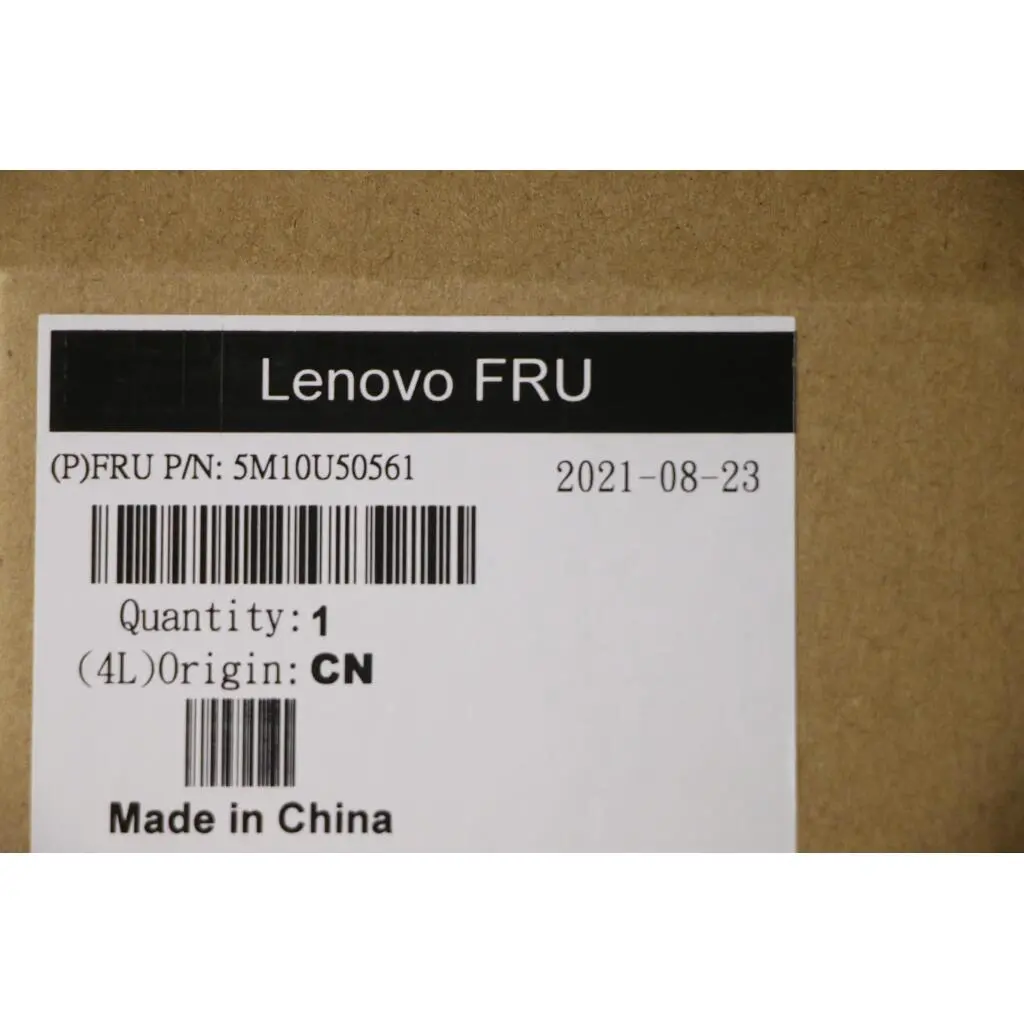 Lenovo FRU
(P)FRU P/N: 5M10U50561
2021-08-23
Quantity: 1
(4L)Origin: CN
Made in China